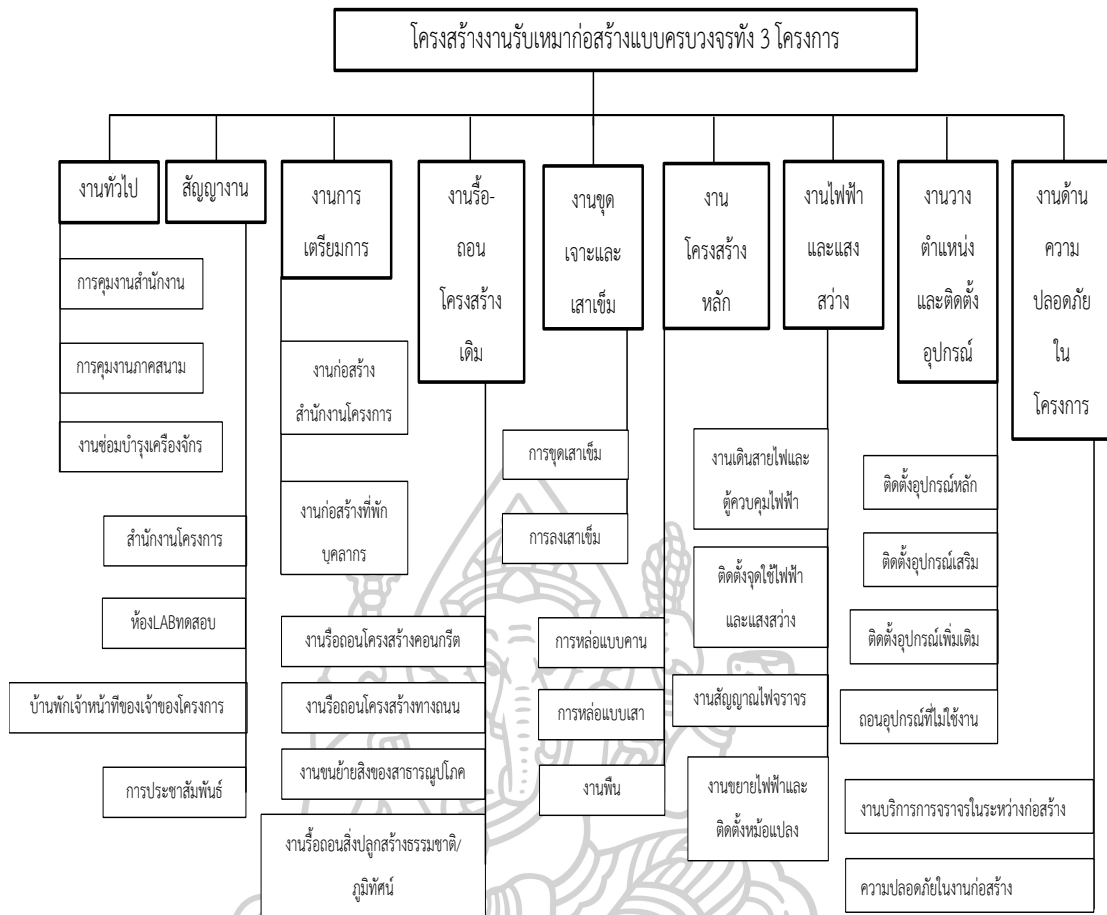 โครงสร้างงานรับเหมาก่อสร้างแบบครบวงจรทัง 3 โครงการ
งานทั่วไป
สัญญางาน
งานการ
เตรียมการ
งานรื้อ-
ถอน
โครงสร้าง
เดิม
งานขุด
เจาะและ
เสาเข็ม
งาน
โครงสร้าง
หลัก
งานไฟฟ้า
และแสง
สว่าง
งานวาง
ตำแหน่ง
และติดตั้ง
อุปกรณ์
งานด้าน
ความ
ปลอดภัย
ใน
โครงการ
การคุมงานสำนักงาน
การคุมงานภาคสนาม
งานซ่อมบำรุงเครื่องจักร
สำนักงานโครงการ
ห้องLABทดสอบ
บ้านพักเจ้าหน้าทีของเจ้าของโครงการ
การประชาสัมพันธ์
งานก่อสร้าง
สำนักงานโครงการ
งานก่อสร้างที่พัก
บุคลากร
งานรือถอนโครงสร้างคอนกรีต
งานรือถอนโครงสร้างทางถนน
งานขนย้ายสิงของสาธารณูปโภค
งานรื้อถอนสิ่งปลูกสร้างธรรมชาติ/
ภูมิทัศน์
การขุดเสาเข็ม
การลงเสาเข็ม
การหล่อแบบคาน
การหล่อแบบเสา
งานพืน
งานเดินสายไฟและ
ตู้ควบคุมไฟฟ้า
ติดตั้งจุดใช้ไฟฟ้า
และแสงสว่าง
งานสัญญาณไฟจราจร
งานขยายไฟฟ้าและ
ติดตั้งหม้อแปลง
ติดตั้งอุปกรณ์หลัก
ติดตั้งอุปกรณ์เสริม
ติดตั้งอุปกรณ์เพิ่มเติม
ถอนอุปกรณ์ที่ไม่ใช้งาน
งานบริการการจราจรในระหว่างก่อสร้าง
ความปลอดภัยในงานก่อสร้าง